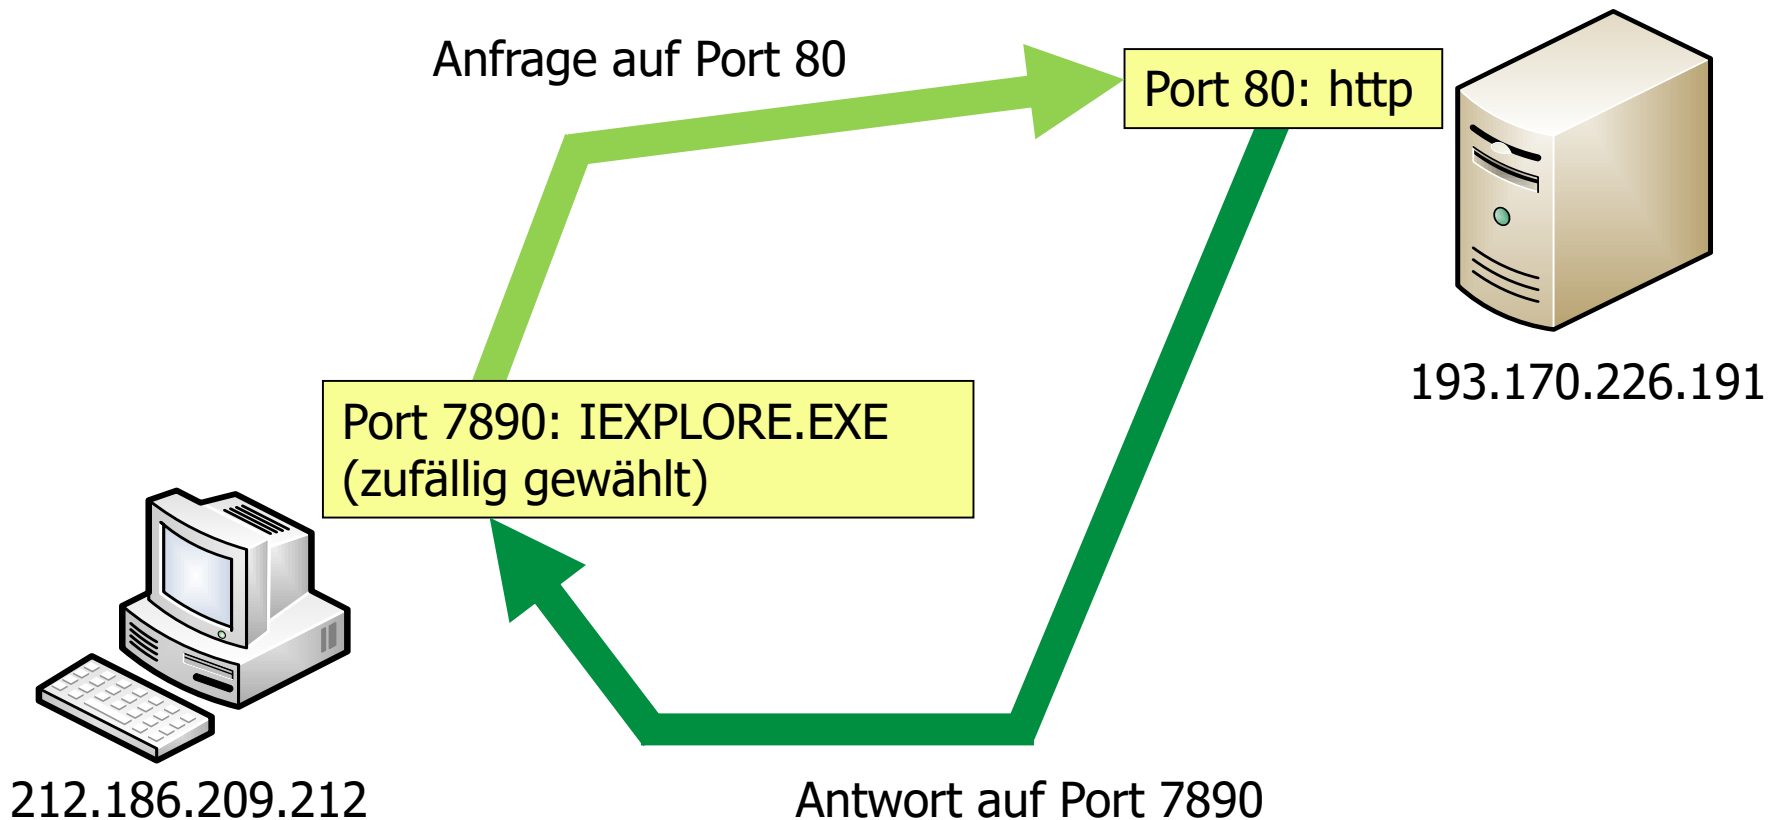 Anfrage auf Port 80
Port 80: http
193.170.226.191
Port 7890: IEXPLORE.EXE
(zufällig gewählt)
212.186.209.212
Antwort auf Port 7890